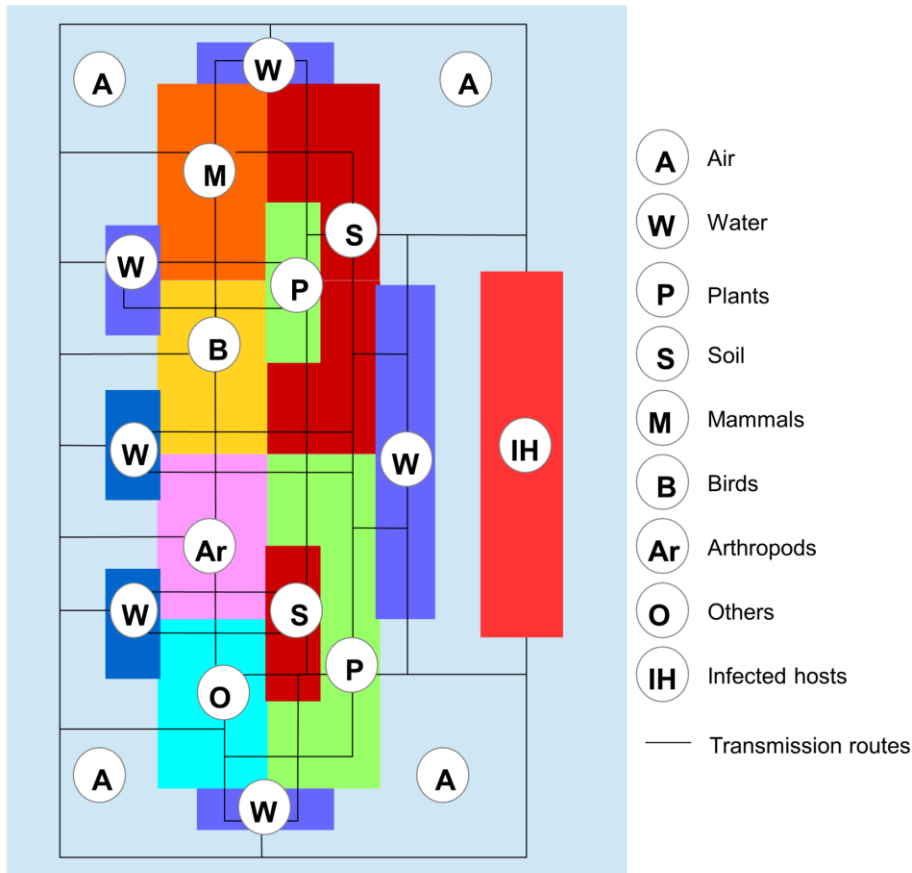 W
A
A
M
S
W
P
B
IH
W
W
Ar
W
S
P
O
A
A
W
A Air
W Water
P Plants
S Soil
M Mammals
B Birds
Ar Arthropods
O Others
IH Infected hosts
Transmission routes